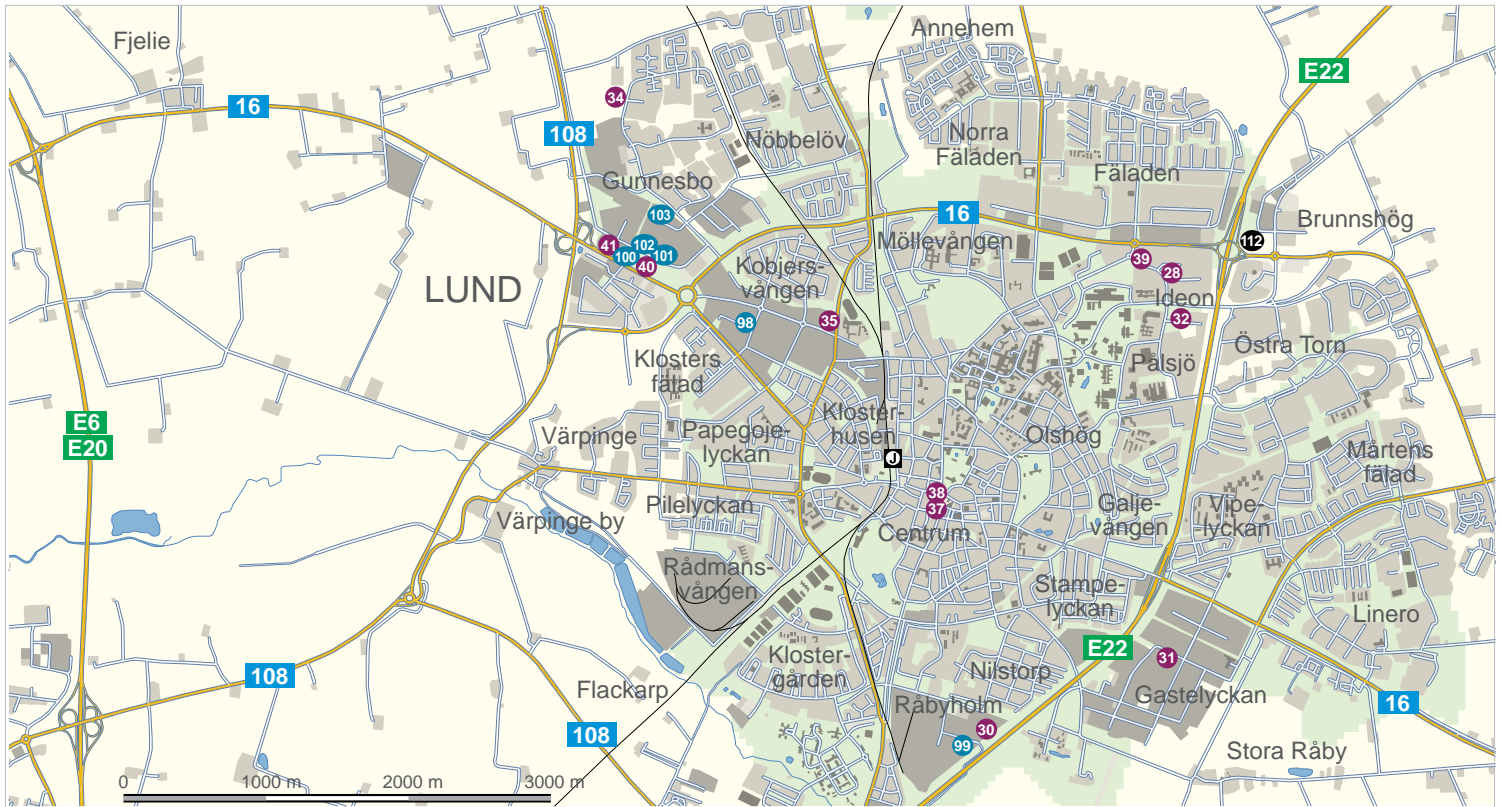 Fjelie
Annehem
E22
16
34
108
Nöbbelöv
Norra
Fäladen
Fäladen
Gunnesbo
103
16
Brunnshög
41
102
100
101
40
Möllevången
112
39
28
Kobjers-
vången
LUND
Ideon
98
35
32
Östra Torn
Klosters
fälad
Pålsjö
E6
E20
Kloster-
husen
Värpinge
Papegoje-
lyckan
Olshög
Mårtens
fälad
J
38
37
Pilelyckan
Galje-
vången
Vipe-
lyckan
Värpinge by
Centrum
Rådmans-
vången
Stampe-
lyckan
Linero
E22
31
Kloster-
gården
Nilstorp
108
Flackarp
Gastelyckan
Råbyholm
16
30
108
99
Stora Råby
0
1000 m
2000 m
3000 m